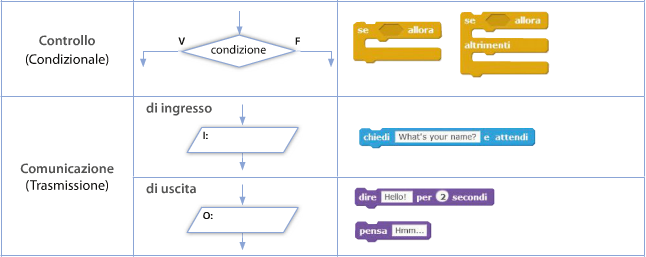 Controllo
(Condizionale)
V
F
condizione
se allora
se allora
altrimenti
Comunicazione
(Trasmissione)
di ingresso
I:
chiedi What's your name? e attendi
di uscita
O:
dire Hello! per 2 secondi
pensa Hmm...